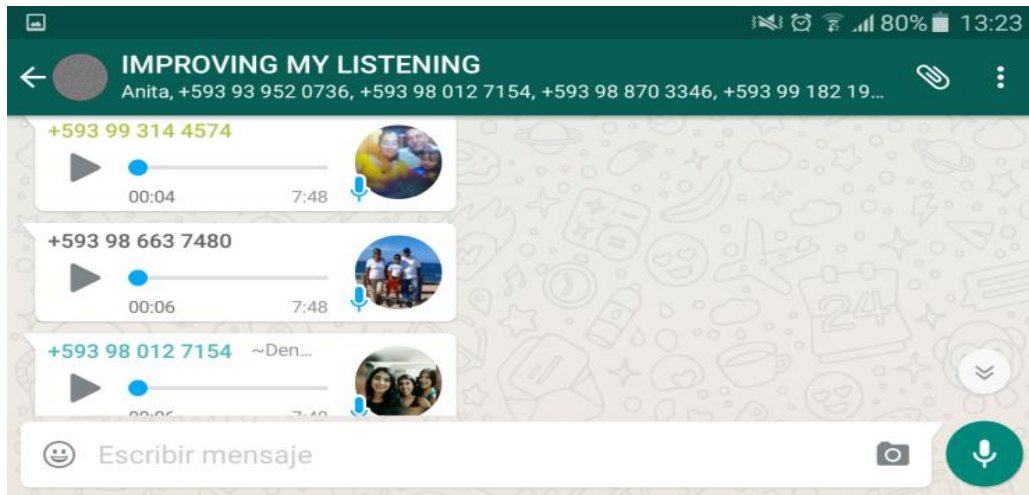 80% 13:23
IMPROVING MY LISTENING
Anita, +593 93 952 0736, +593 98 012 7154, +593 98 870 3346, +593 99 182 19...
+593 99 314 4574
00:04 7:48
+593 98 663 7480
00:06 7:48
+593 98 012 7154 ~Den...
24
Escribir mensaje